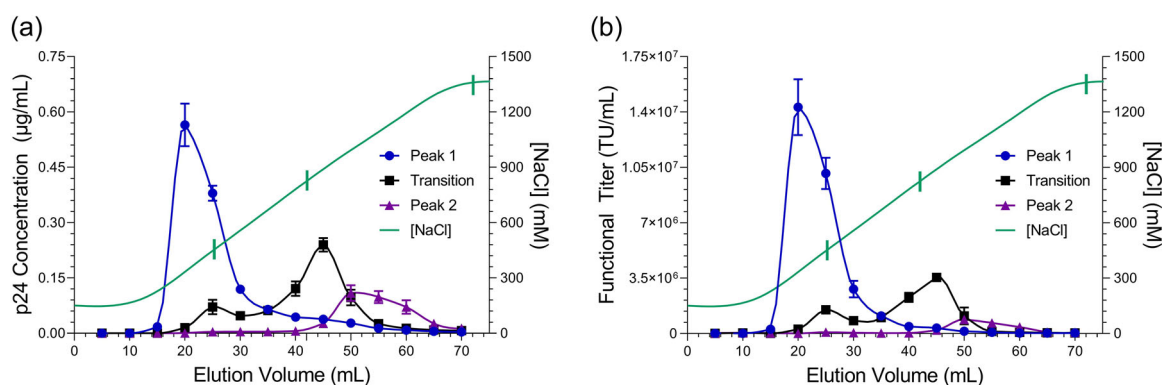 (a)
p24 Concentration (µg/mL)
0.75
0.60
0.45
0.30
0.15
0.00
0 10 20 30 40 50 60 70
Elution Volume (mL)
1500
1200
900
600
300
0
[NaCl] (mM)
Peak 1
Transition
Peak 2
[NaCl]
(b)
Functional Titer (TU/mL)
1.75×10⁷
1.4×10⁷
1.05×10⁷
7×10⁶
3.5×10⁶
0
0 10 20 30 40 50 60 70
Elution Volume (mL)
1500
1200
900
600
300
0
[NaCl] (mM)
Peak 1
Transition
Peak 2
[NaCl]